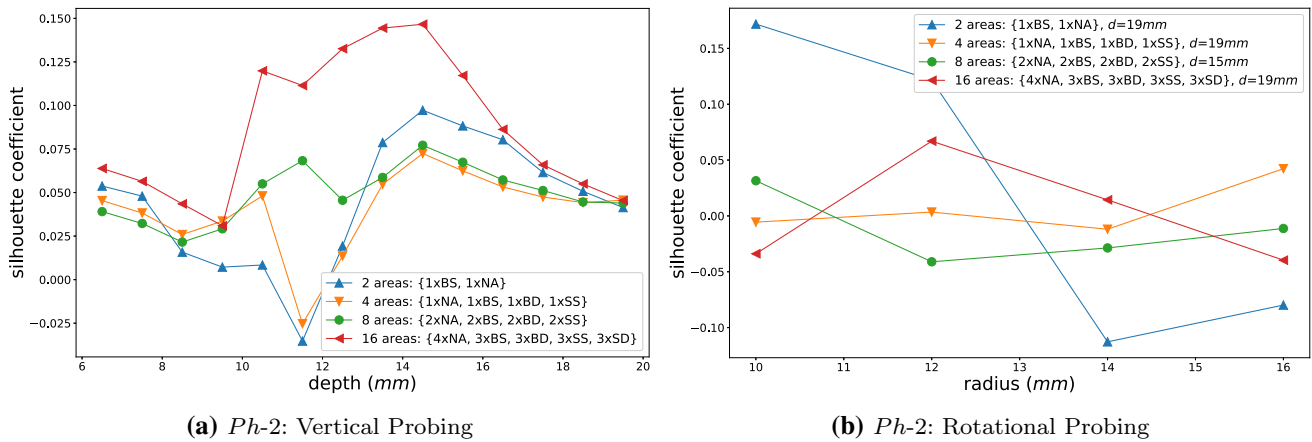 0.150
0.125
0.100
0.075
0.050
0.025
0.000
−0.025
silhouette coefficient
2 areas: {1xBS, 1xNA}
4 areas: {1xNA, 1xBS, 1xBD, 1xSS}
8 areas: {2xNA, 2xBS, 2xBD, 2xSS}
16 areas: {4xNA, 3xBS, 3xBD, 3xSS, 3xSD}
6 8 10 12 14 16 18 20
depth (mm)
(a) Ph-2: Vertical Probing
0.15
0.10
0.05
0.00
−0.05
−0.10
silhouette coefficient
2 areas: {1xBS, 1xNA}, d=19mm
4 areas: {1xNA, 1xBS, 1xBD, 1xSS}, d=19mm
8 areas: {2xNA, 2xBS, 2xBD, 2xSS}, d=15mm
16 areas: {4xNA, 3xBS, 3xBD, 3xSS, 3xSD}, d=19mm
10 11 12 13 14 15 16
radius (mm)
(b) Ph-2: Rotational Probing